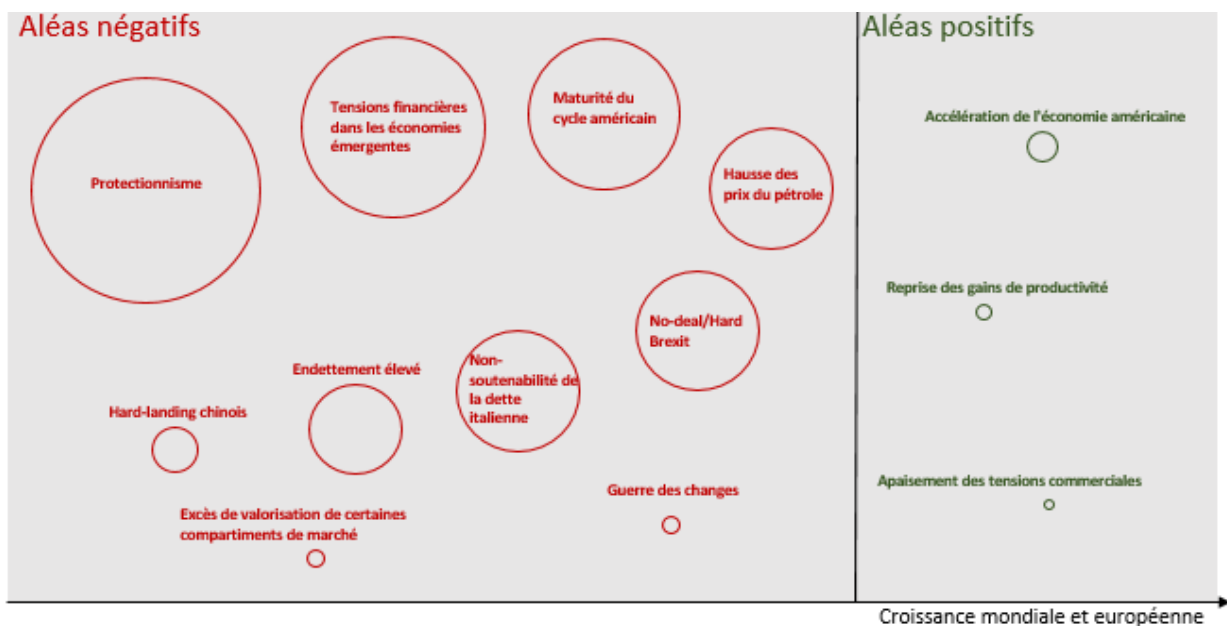 Aléas négatifs
Aléas positifs
Protectionnisme
Tensions financières
dans les économies
émergentes
Maturité du
cycle américain
Hausse des
prix du pétrole
Accélération de l'économie américaine
Reprise des gains de productivité
No-deal/Hard
Brexit
Non-
soutenabilité de
la dette
italienne
Endettement élevé
Hard-landing chinois
Guerre des changes
Excès de valorisation de certaines
compartiments de marché
Apaisement des tensions commerciales
Croissance mondiale et européenne